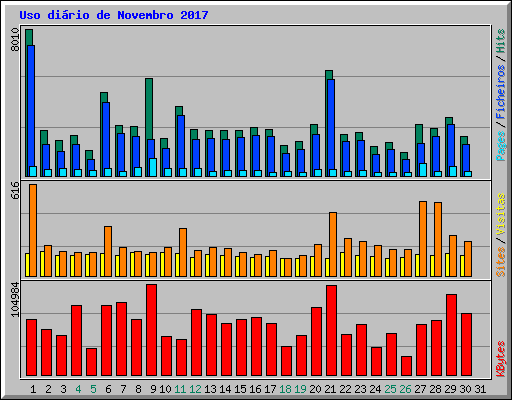 Uso diário de Novembro 2017
8010
Pages / Ficheiros / Hits
616
Sites / Visitas
104984
KBytes
1 2 3 4 5 6 7 8 9 10 11 12 13 14 15 16 17 18 19 20 21 22 23 24 25 26 27 28 29 30 31